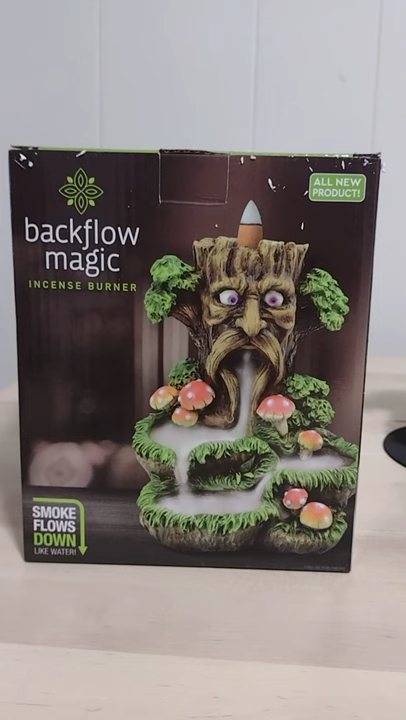 backflow
magic
INCENSE BURNER
ALL NEW
PRODUCT!
SMOKE
FLOWS
DOWN
LIKE WATER!